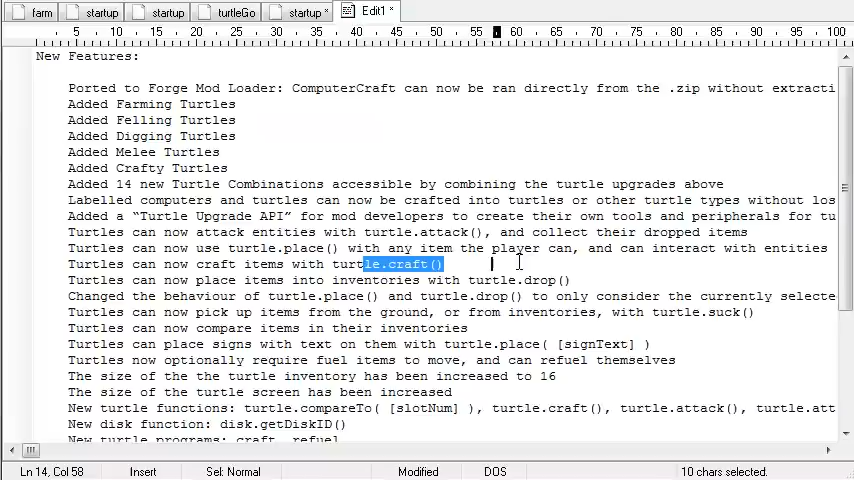 farm startup startup turtleGo startup * Edit1 *
5 10 15 20 25 30 35 40 45 50 55 60 65 70 75 80 85 90 95 100
New Features:
Ported to Forge Mod Loader: ComputerCraft can now be ran directly from the .zip without extracti
Added Farming Turtles
Added Felling Turtles
Added Digging Turtles
Added Melee Turtles
Added Crafty Turtles
Added 14 new Turtle Combinations accessible by combining the turtle upgrades above
Labelled computers and turtles can now be crafted into turtles or other turtle types without los
Added a “Turtle Upgrade API” for mod developers to create their own tools and peripherals for tu
Turtles can now attack entities with turtle.attack(), and collect their dropped items
Turtles can now use turtle.place() with any item the player can, and can interact with entities
Turtles can now craft items with turtle.craft()
Turtles can now place items into inventories with turtle.drop()
Changed the behaviour of turtle.place() and turtle.drop() to only consider the currently selecte
Turtles can now pick up items from the ground, or from inventories, with turtle.suck()
Turtles can now compare items in their inventories
Turtles can place signs with text on them with turtle.place( [signText] )
Turtles now optionally require fuel items to move, and can refuel themselves
The size of the the turtle inventory has been increased to 16
The size of the turtle screen has been increased
New turtle functions: turtle.compareTo( [slotNum] ), turtle.craft(), turtle.attack(), turtle.att
New disk function: disk.getDiskID()
New turtle programs: craft, refuel
Ln 14, Col 58 Insert Sel: Normal Modified DOS 10 chars selected.